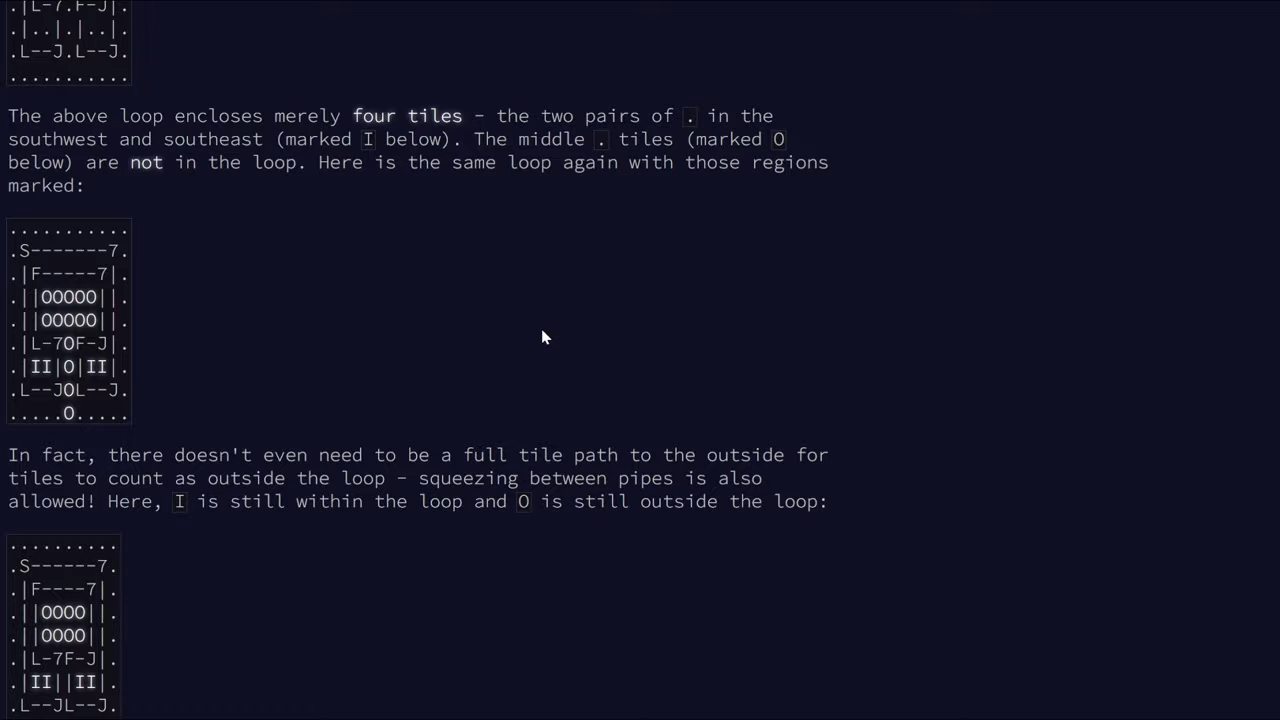 .|L-7.F-J|.
.|..|.|..|.
.L--J.L--J.
...........
The above loop encloses merely four tiles - the two pairs of . in the
southwest and southeast (marked I below). The middle . tiles (marked O
below) are not in the loop. Here is the same loop again with those regions
marked:
...........
.S-------7.
.|F-----7|.
.||OOOOO||.
.||OOOOO||.
.|L-7OF-J|.
.|II|O|II|.
.L--JOL--J.
.....O.....
In fact, there doesn't even need to be a full tile path to the outside for
tiles to count as outside the loop - squeezing between pipes is also
allowed! Here, I is still within the loop and O is still outside the loop:
..........
.S------7.
.|F----7|.
.||OOOO||.
.||OOOO||.
.|L-7F-J|.
.|II||II|.
.L--JL--J.